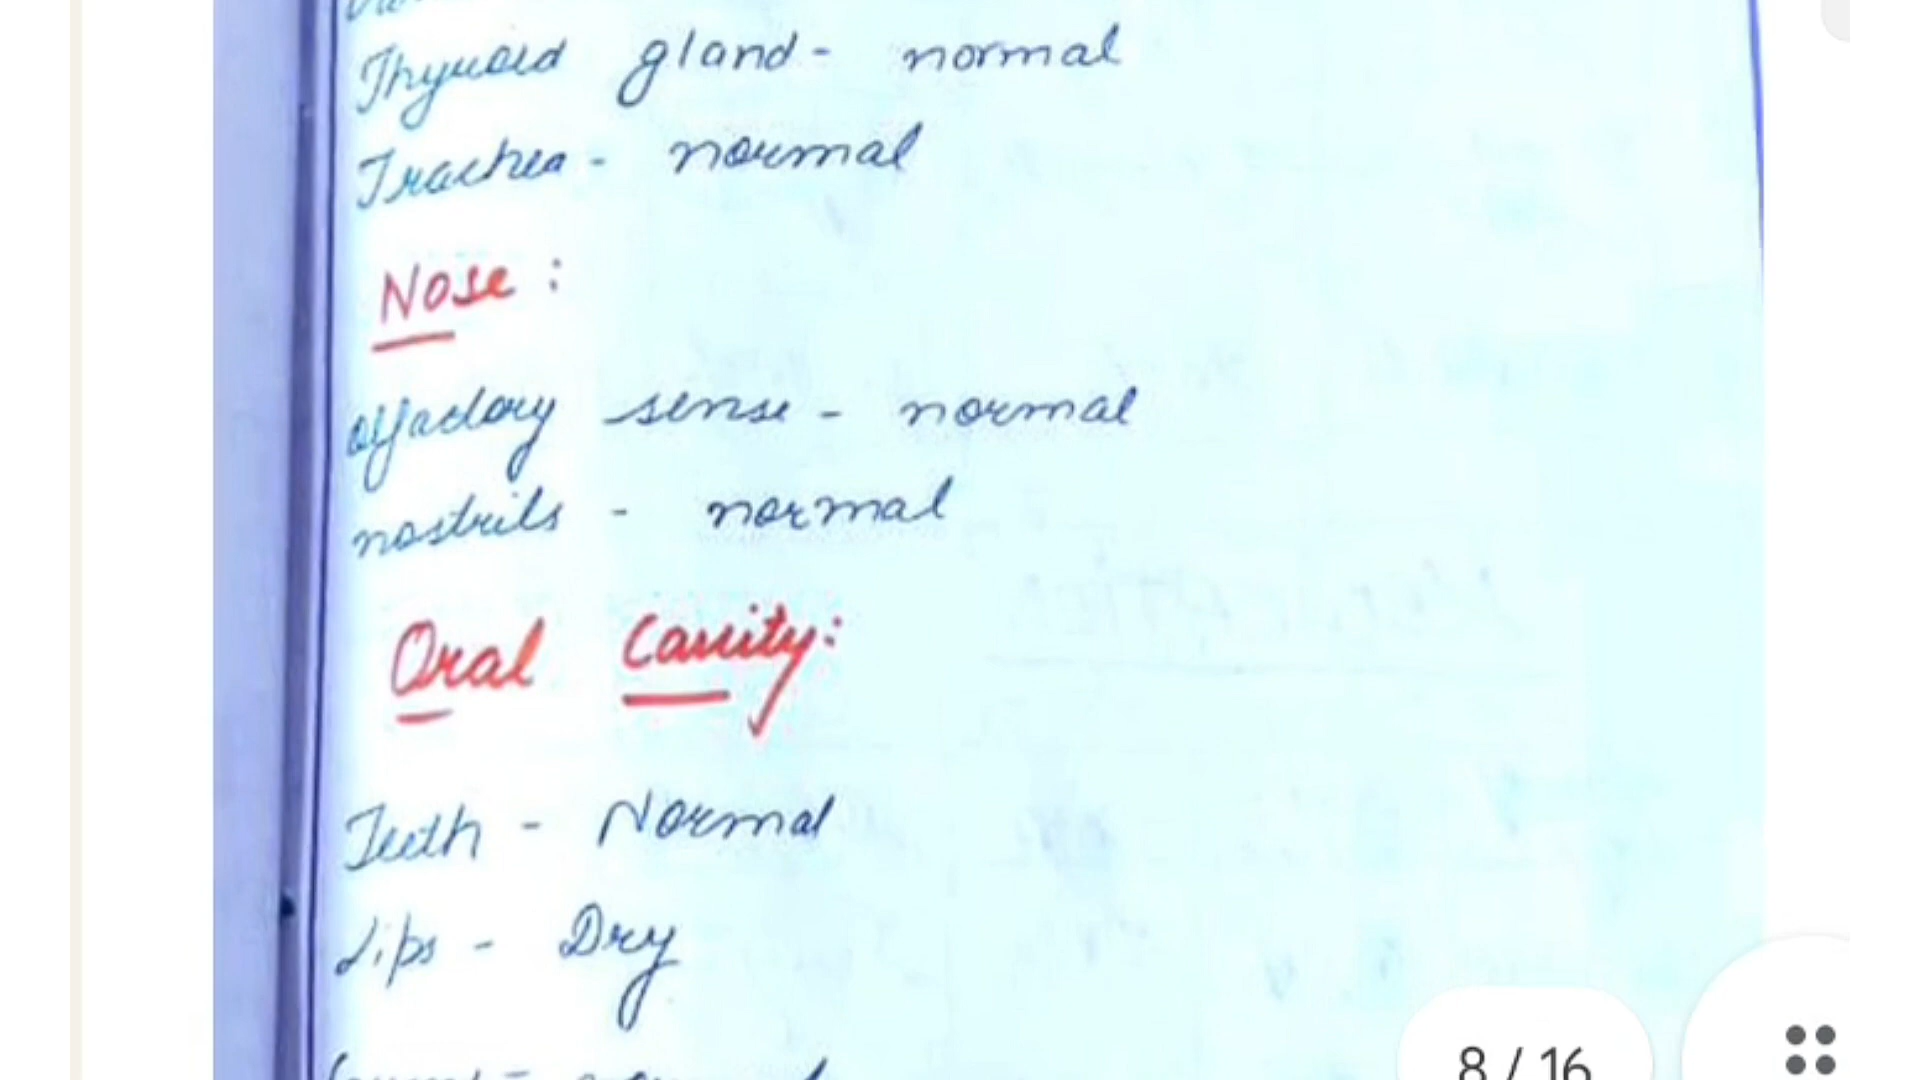 Thyroid gland - normal
Trachea - normal
Nose :
olfactory sense - normal
nostrils - normal
Oral Cavity:
Teeth - Normal
Lips - Dry
8 / 16